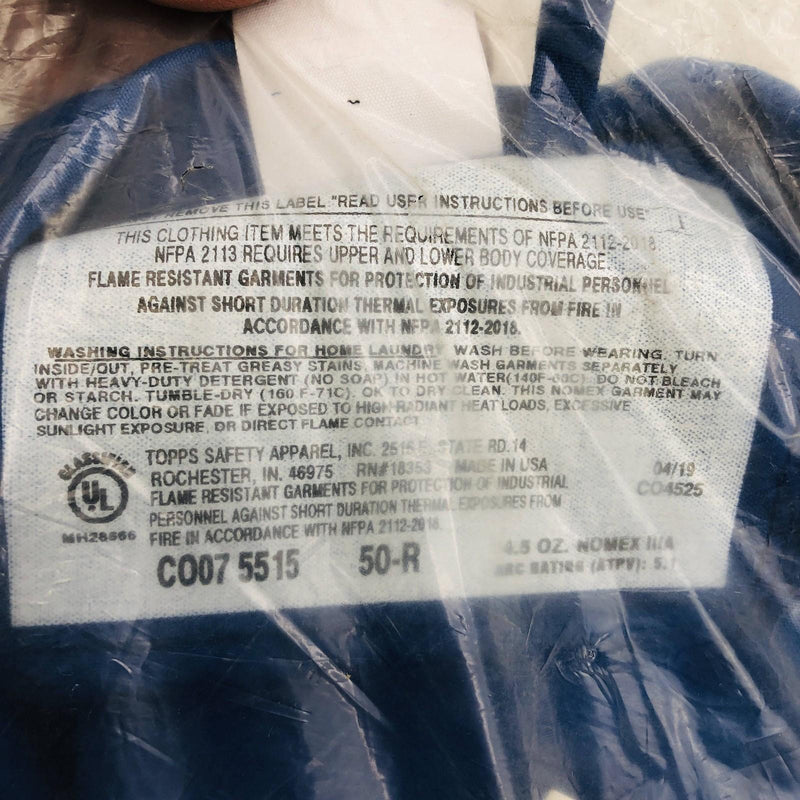 REMOVE THIS LABEL "READ USER INSTRUCTIONS BEFORE USE"
THIS CLOTHING ITEM MEETS THE REQUIREMENTS OF NFPA 2112-2018
NFPA 2113 REQUIRES UPPER AND LOWER BODY COVERAGE.
FLAME RESISTANT GARMENTS FOR PROTECTION OF INDUSTRIAL PERSONNEL
AGAINST SHORT DURATION THERMAL EXPOSURES FROM FIRE IN
ACCORDANCE WITH NFPA 2112-2018.
WASHING INSTRUCTIONS FOR HOME LAUNDRY WASH BEFORE WEARING, TURN
INSIDE/OUT, PRE-TREAT GREASY STAINS, MACHINE WASH GARMENTS SEPARATELY
WITH HEAVY-DUTY DETERGENT (NO SOAP) IN HOT WATER(140F-60C). DO NOT BLEACH
OR STARCH. TUMBLE-DRY (160 F-71C). OK TO DRY CLEAN. THIS NOMEX GARMENT MAY
CHANGE COLOR OR FADE IF EXPOSED TO HIGH RADIANT HEAT LOADS, EXCESSIVE
SUNLIGHT EXPOSURE, OR DIRECT FLAME CONTACT
CLASSIFIED
UL
MH28666
TOPPS SAFETY APPAREL, INC. 2516 E. STATE RD. 14
ROCHESTER, IN. 46975 RN#18353 MADE IN USA 04/19
FLAME RESISTANT GARMENTS FOR PROTECTION OF INDUSTRIAL CO4525
PERSONNEL AGAINST SHORT DURATION THERMAL EXPOSURES FROM
FIRE IN ACCORDANCE WITH NFPA 2112-2018.
CO07 5515 50-R 4.5 OZ. NOMEX IIIA
ARC RATING (ATPV): 5.1